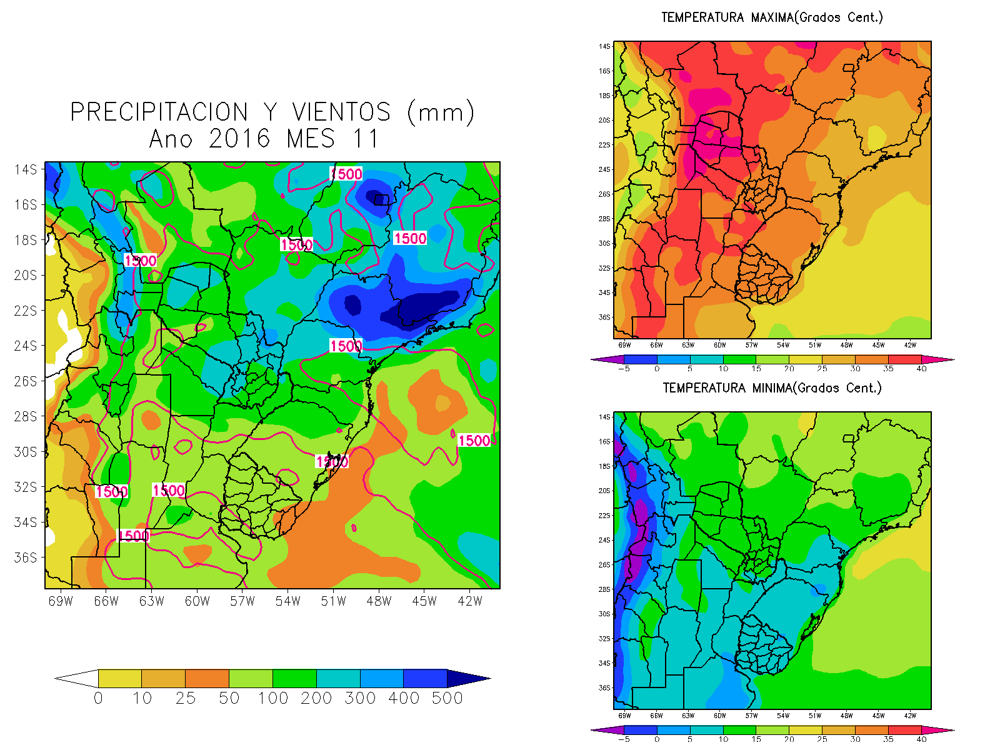 PRECIPITACION Y VIENTOS (mm)
Ano 2016 MES 11
14S
16S
18S
20S
22S
24S
26S
28S
30S
32S
34S
36S
1500
1500
1500
1500
1500
1500
1500
1500
1500
1500
69W 66W 63W 60W 57W 54W 51W 48W 45W 42W
0 10 25 50 100 200 300 400 500
TEMPERATURA MAXIMA(Grados Cent.)
14S
16S
18S
20S
22S
24S
26S
28S
30S
32S
34S
36S
69W 66W 63W 60W 57W 54W 51W 48W 45W 42W
-5 0 5 10 15 20 25 30 35 40
TEMPERATURA MINIMA(Grados Cent.)
14S
16S
18S
20S
22S
24S
26S
28S
30S
32S
34S
36S
69W 66W 63W 60W 57W 54W 51W 48W 45W 42W
-5 0 5 10 15 20 25 30 35 40